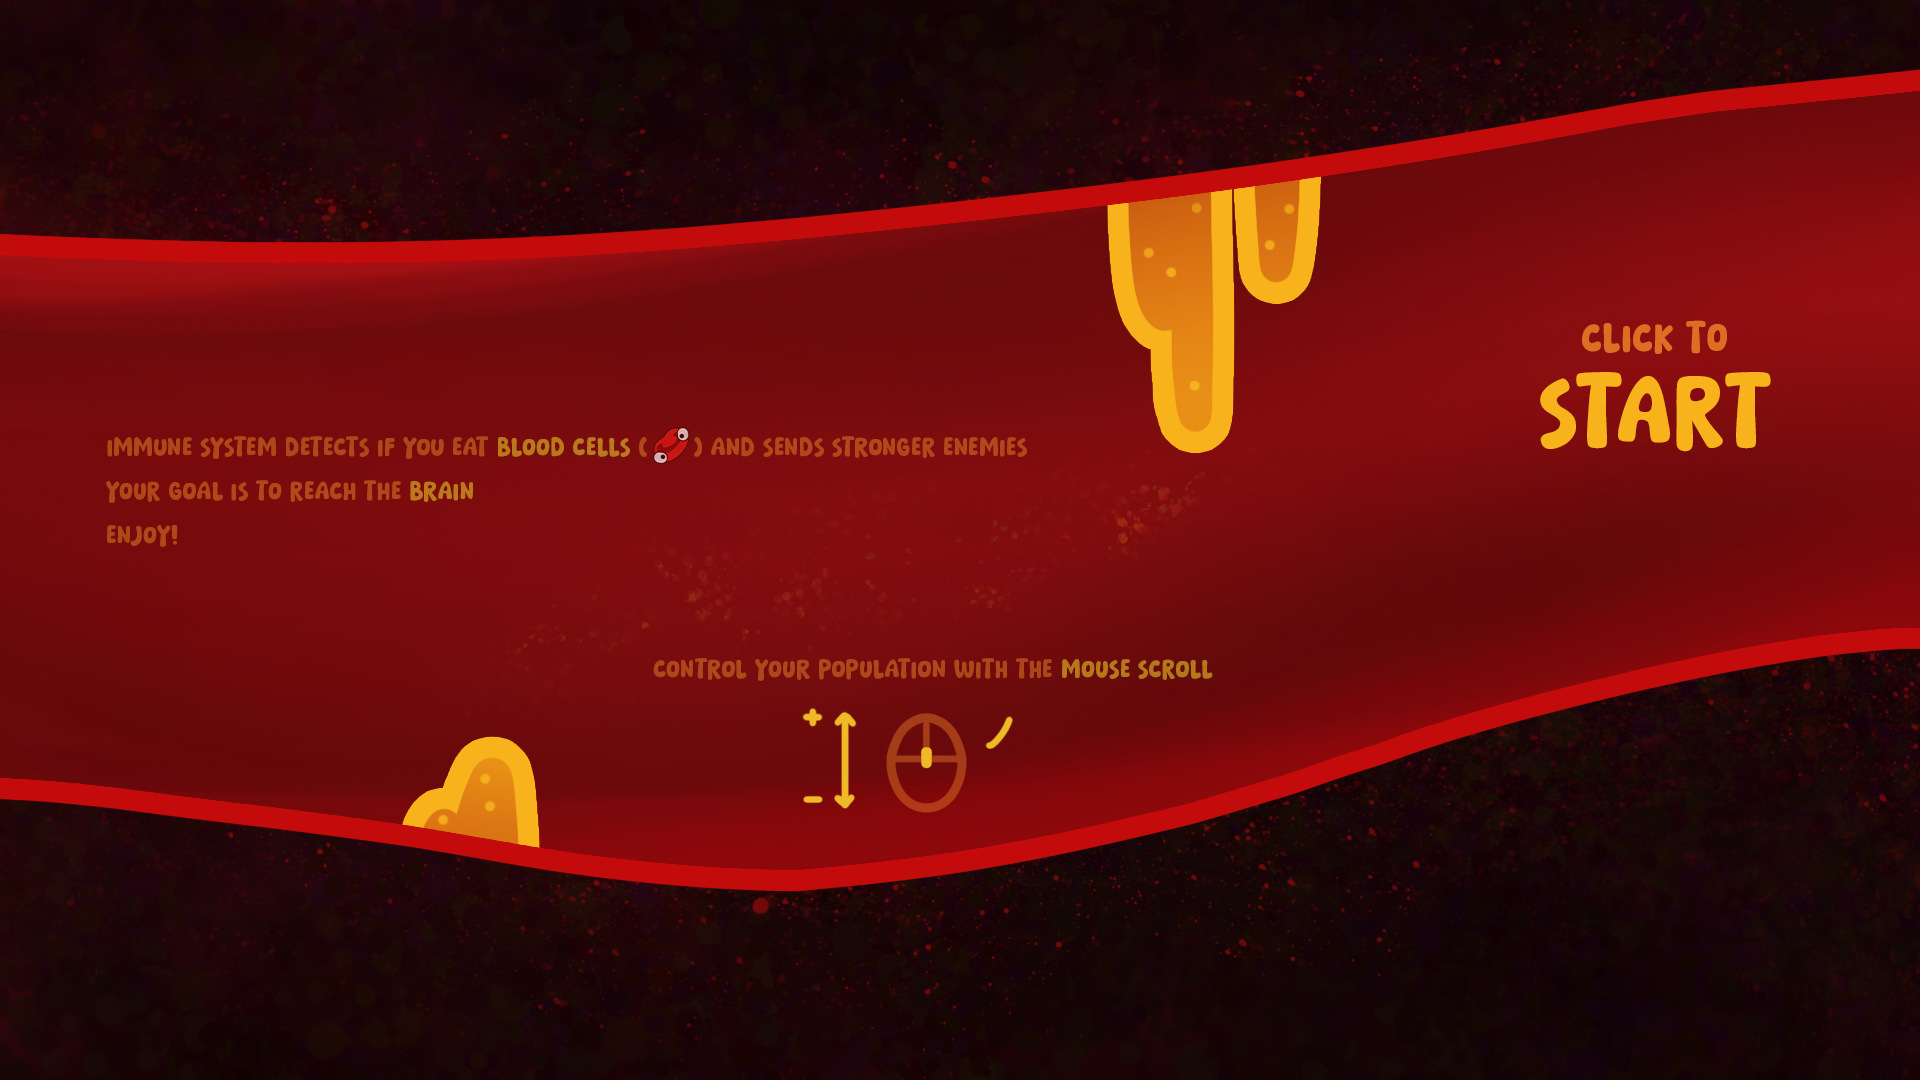 IMMUNE SYSTEM DETECTS IF YOU EAT BLOOD CELLS ( ) AND SENDS STRONGER ENEMIES
YOUR GOAL IS TO REACH THE BRAIN
ENJOY!
CLICK TO
START
CONTROL YOUR POPULATION WITH THE MOUSE SCROLL
+
-